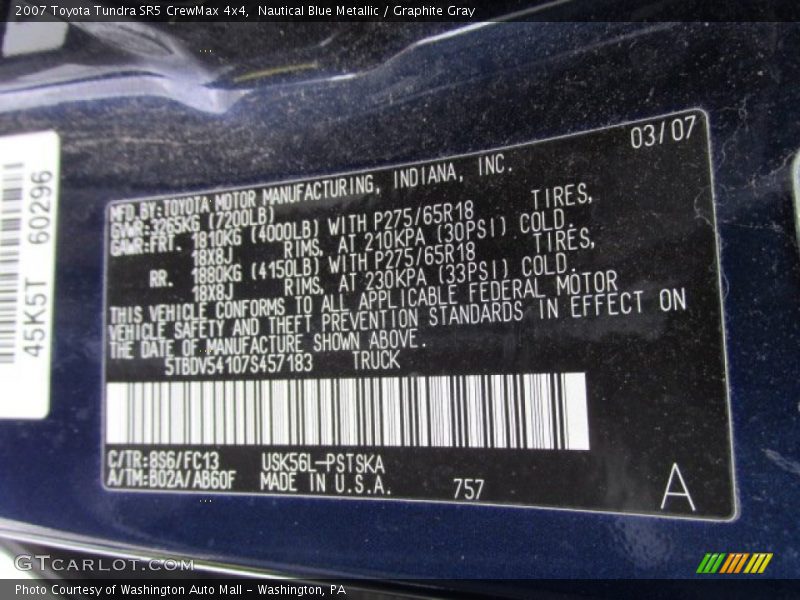 2007 Toyota Tundra SR5 CrewMax 4x4, Nautical Blue Metallic / Graphite Gray
45K5T 60296
03/07
MFD.BY:TOYOTA MOTOR MANUFACTURING, INDIANA, INC.
GVWR:3265KG (7200LB)
GAWR:FRT. 1810KG (4000LB) WITH P275/65R18 TIRES,
18X8J RIMS, AT 210KPA (30PSI) COLD.
RR. 1880KG (4150LB) WITH P275/65R18 TIRES,
18X8J RIMS, AT 230KPA (33PSI) COLD.
THIS VEHICLE CONFORMS TO ALL APPLICABLE FEDERAL MOTOR
VEHICLE SAFETY AND THEFT PREVENTION STANDARDS IN EFFECT ON
THE DATE OF MANUFACTURE SHOWN ABOVE.
5TBDV54107S457183 TRUCK
C/TR:8S6/FC13 USK56L-PSTSKA
A/TM:B02A/AB60F MADE IN U.S.A. 757 A
GTcarlot.com
Photo Courtesy of Washington Auto Mall - Washington, PA